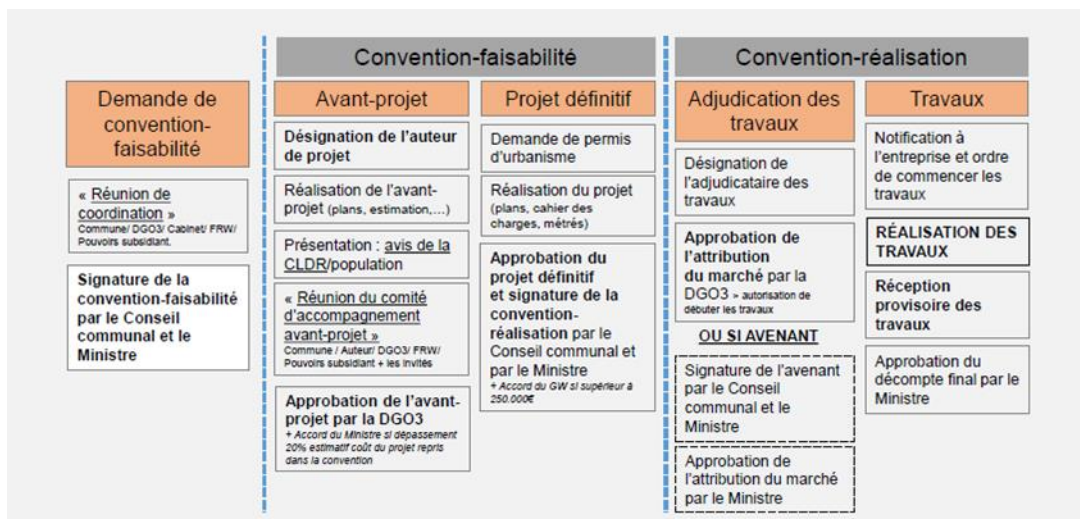 Convention-faisabilité
Convention-réalisation
Demande de
convention-
faisabilité
« Réunion de
coordination »
Commune/ DGO3/ Cabinet/ FRW/
Pouvoirs subsidiant.
Signature de la
convention-faisabilité
par le Conseil
communal et le
Ministre
Avant-projet
Désignation de l'auteur
de projet
Réalisation de l'avant-
projet (plans, estimation,…)
Présentation : avis de la
CLDR/population
« Réunion du comité
d'accompagnement
avant-projet »
Commune / Auteur/ DGO3/ FRW/
Pouvoirs subsidiant + les invités
Approbation de l'avant-
projet par la DGO3
+ Accord du Ministre si dépassement
20% estimatif coût du projet repris
dans la convention
Projet définitif
Demande de permis
d'urbanisme
Réalisation du projet
(plans, cahier des
charges, métrés)
Approbation du
projet définitif
et signature de la
convention-
réalisation par le
Conseil communal et
par le Ministre
+ Accord du GW si supérieur à
250.000€
Adjudication des
travaux
Désignation de
l'adjudicataire des
travaux
Approbation de
l'attribution
du marché par la
DGO3 » autorisation de
débuter les travaux
OU SI AVENANT
Signature de l'avenant
par le Conseil
communal et le
Ministre
Approbation de
l'attribution du marché
par le Ministre
Travaux
Notification à
l'entreprise et ordre
de commencer les
travaux
RÉALISATION DES
TRAVAUX
Réception
provisoire des
travaux
Approbation du
décompte final par le
Ministre